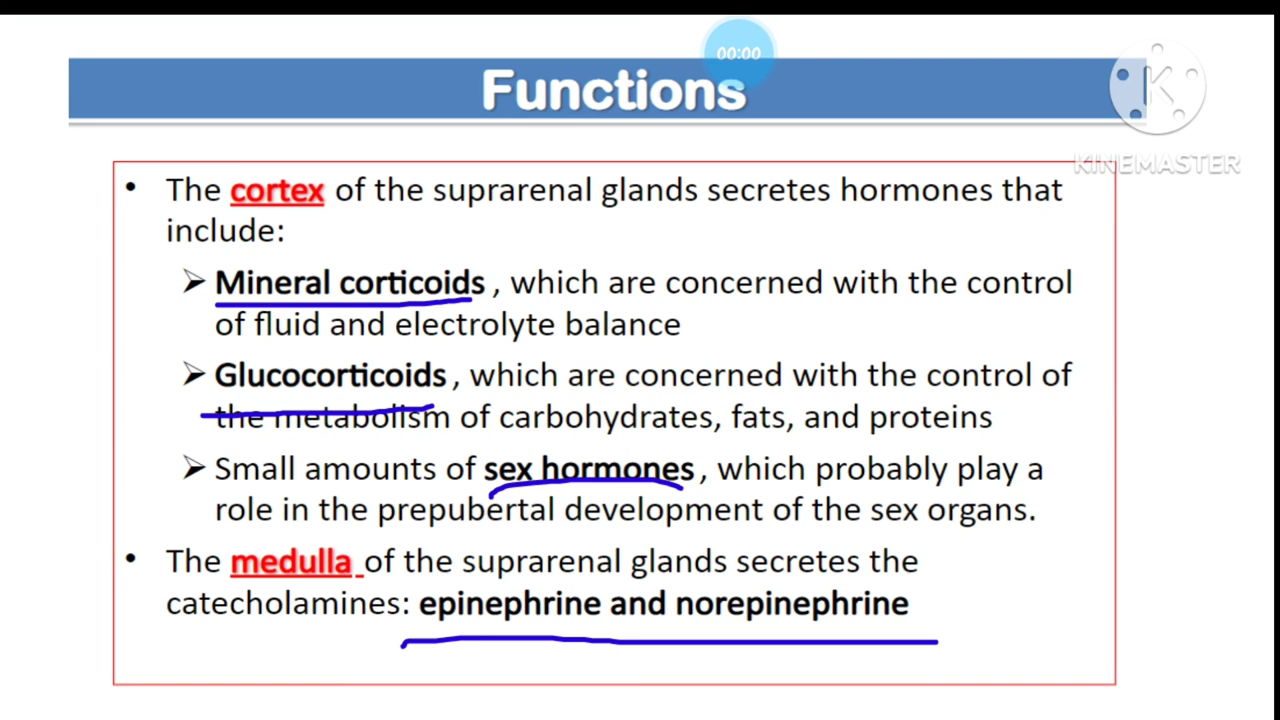 00:00
Functions
KINEMASTER
• The cortex of the suprarenal glands secretes hormones that
include:
➢ Mineral corticoids , which are concerned with the control
of fluid and electrolyte balance
➢ Glucocorticoids , which are concerned with the control of
the metabolism of carbohydrates, fats, and proteins
➢ Small amounts of sex hormones , which probably play a
role in the prepubertal development of the sex organs.
• The medulla of the suprarenal glands secretes the
catecholamines: epinephrine and norepinephrine